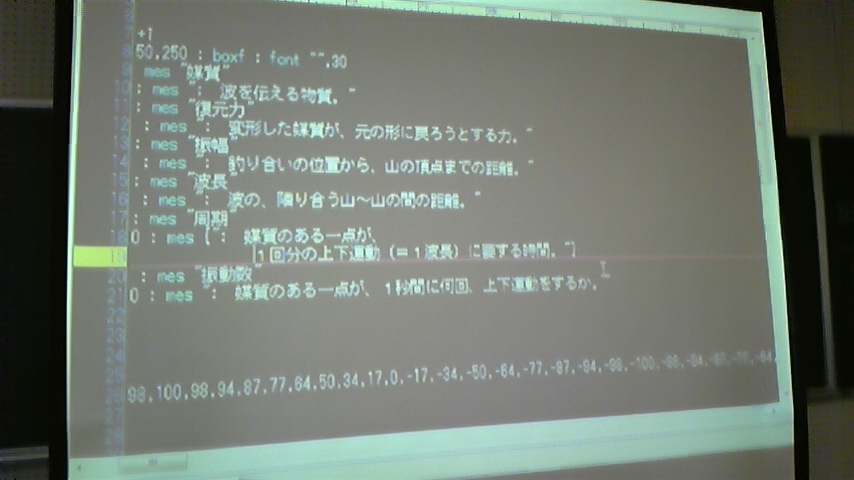 +1
50,250 : boxf : font "",30
mes "媒質"
: mes ":　波を伝える物質。"
: mes "復元力"
: mes ":　変形した媒質が、元の形に戻ろうとする力。"
: mes "振幅"
: mes ":　釣り合いの位置から、山の頂点までの距離。"
: mes "波長"
: mes ":　波の、隣り合う山～山の間の距離。"
: mes "周期"
0 : mes {":　媒質のある一点が、
１回分の上下運動（＝１波長）に要する時間。"}
: mes "振動数"
0 : mes ":　媒質のある一点が、１秒間に何回、上下運動をするか。
98,100,98,94,87,77,64,50,34,17,0,-17,-34,-50,-64,-77,-87,-94,-98,-100,-98,-94